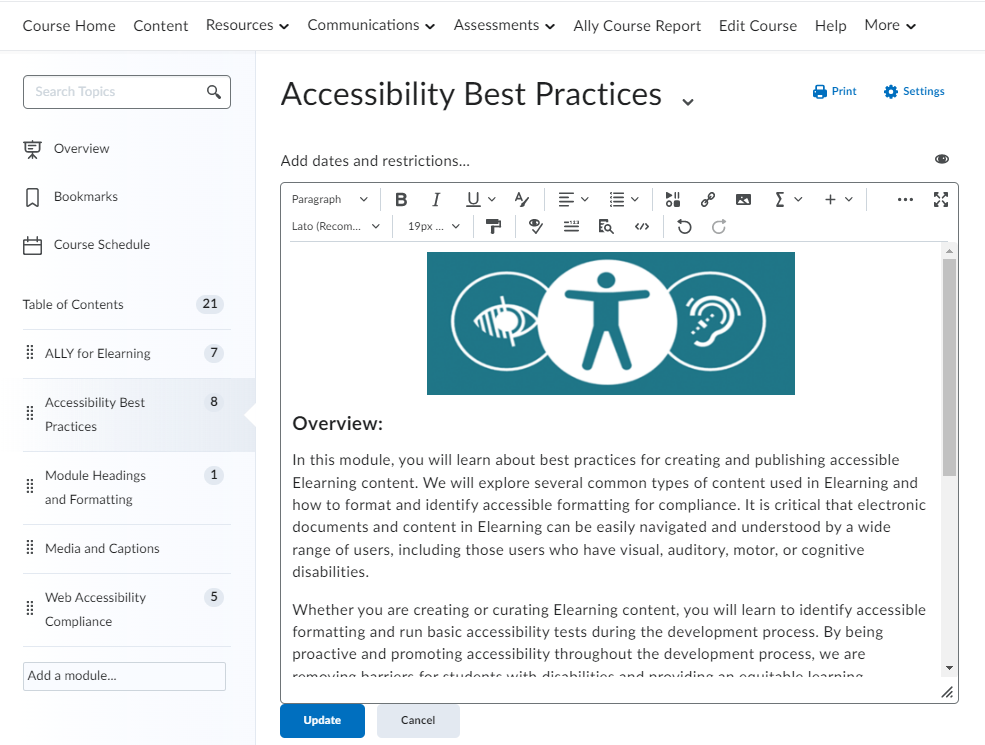 Course Home Content Resources Communications Assessments Ally Course Report Edit Course Help More
Search Topics
Overview
Bookmarks
Course Schedule
Table of Contents 21
ALLY for Elearning 7
Accessibility Best 8
Practices
Module Headings 1
and Formatting
Media and Captions
Web Accessibility 5
Compliance
Add a module...
Accessibility Best Practices
Print Settings
Add dates and restrictions...
Paragraph B I U A Σ +
Lato (Recom... 19px ...
Overview:
In this module, you will learn about best practices for creating and publishing accessible
Elearning content. We will explore several common types of content used in Elearning and
how to format and identify accessible formatting for compliance. It is critical that electronic
documents and content in Elearning can be easily navigated and understood by a wide
range of users, including those users who have visual, auditory, motor, or cognitive
disabilities.
Whether you are creating or curating Elearning content, you will learn to identify accessible
formatting and run basic accessibility tests during the development process. By being
proactive and promoting accessibility throughout the development process, we are
removing barriers for students with disabilities and providing an equitable learning
Update Cancel